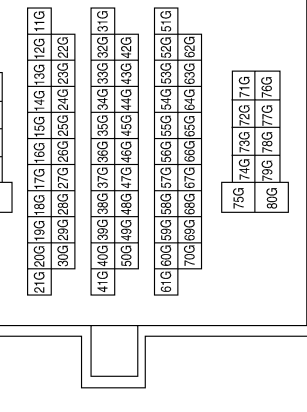 11G 12G 13G 14G 15G 16G 17G 18G 19G 20G 21G
22G 23G 24G 25G 26G 27G 28G 29G 30G
31G 32G 33G 34G 35G 36G 37G 38G 39G 40G 41G
42G 43G 44G 45G 46G 47G 48G 49G 50G
51G 52G 53G 54G 55G 56G 57G 58G 59G 60G 61G
62G 63G 64G 65G 66G 67G 68G 69G 70G
71G 72G 73G 74G 75G
76G 77G 78G 79G 80G